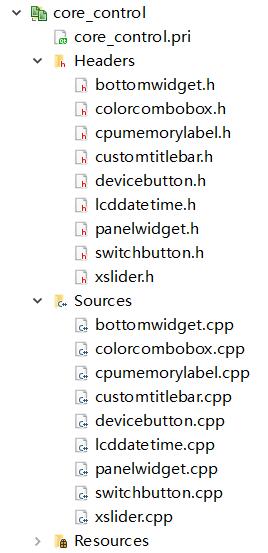 core_control
core_control.pri
Headers
bottomwidget.h
colorcombobox.h
cpumemorylabel.h
customtitlebar.h
devicebutton.h
lcddatetime.h
panelwidget.h
switchbutton.h
xslider.h
Sources
bottomwidget.cpp
colorcombobox.cpp
cpumemorylabel.cpp
customtitlebar.cpp
devicebutton.cpp
lcddatetime.cpp
panelwidget.cpp
switchbutton.cpp
xslider.cpp
Resources